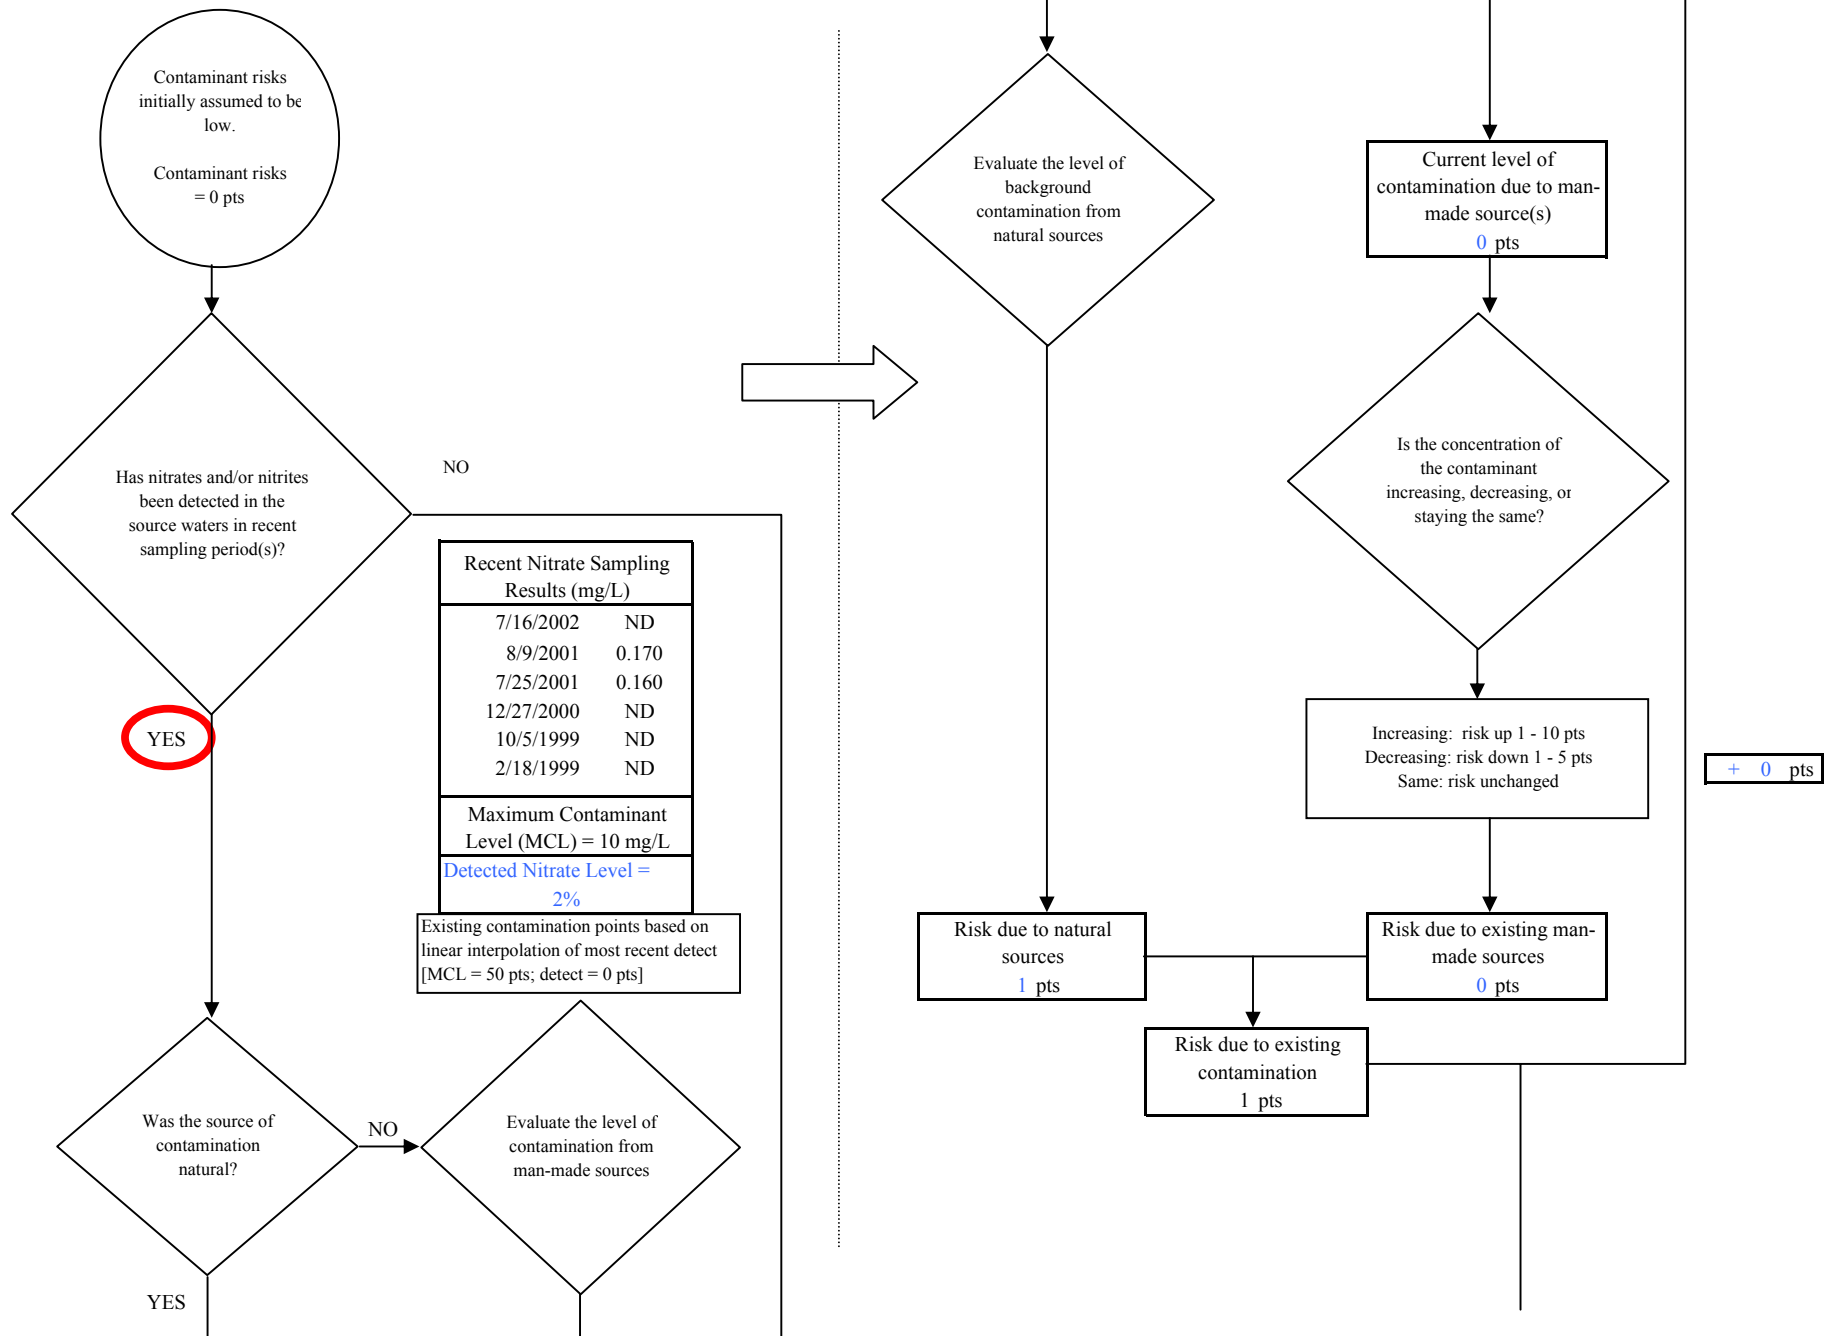 Contaminant risks
initially assumed to be
low.
Contaminant risks
= 0 pts
Has nitrates and/or nitrites
been detected in the
source waters in recent
sampling period(s)?
NO
YES
Recent Nitrate Sampling
Results (mg/L)
7/16/2002 ND
8/9/2001 0.170
7/25/2001 0.160
12/27/2000 ND
10/5/1999 ND
2/18/1999 ND
Maximum Contaminant
Level (MCL) = 10 mg/L
Detected Nitrate Level =
2%
Existing contamination points based on
linear interpolation of most recent detect
[MCL = 50 pts; detect = 0 pts]
Was the source of
contamination
natural?
NO
YES
Evaluate the level of
contamination from
man-made sources
Evaluate the level of
background
contamination from
natural sources
Current level of
contamination due to man-
made source(s)
0 pts
Is the concentration of
the contaminant
increasing, decreasing, or
staying the same?
Increasing: risk up 1 - 10 pts
Decreasing: risk down 1 - 5 pts
Same: risk unchanged
+ 0 pts
Risk due to natural
sources
1 pts
Risk due to existing man-
made sources
0 pts
Risk due to existing
contamination
1 pts